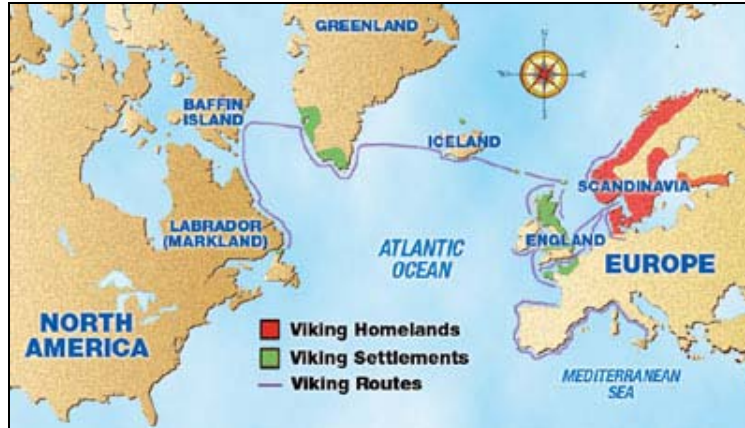 GREENLAND
BAFFIN
ISLAND
ICELAND
SCANDINAVIA
LABRADOR
(MARKLAND)
ENGLAND
ATLANTIC
OCEAN
EUROPE
NORTH
AMERICA
Viking Homelands
Viking Settlements
Viking Routes
MEDITERRANEAN
SEA